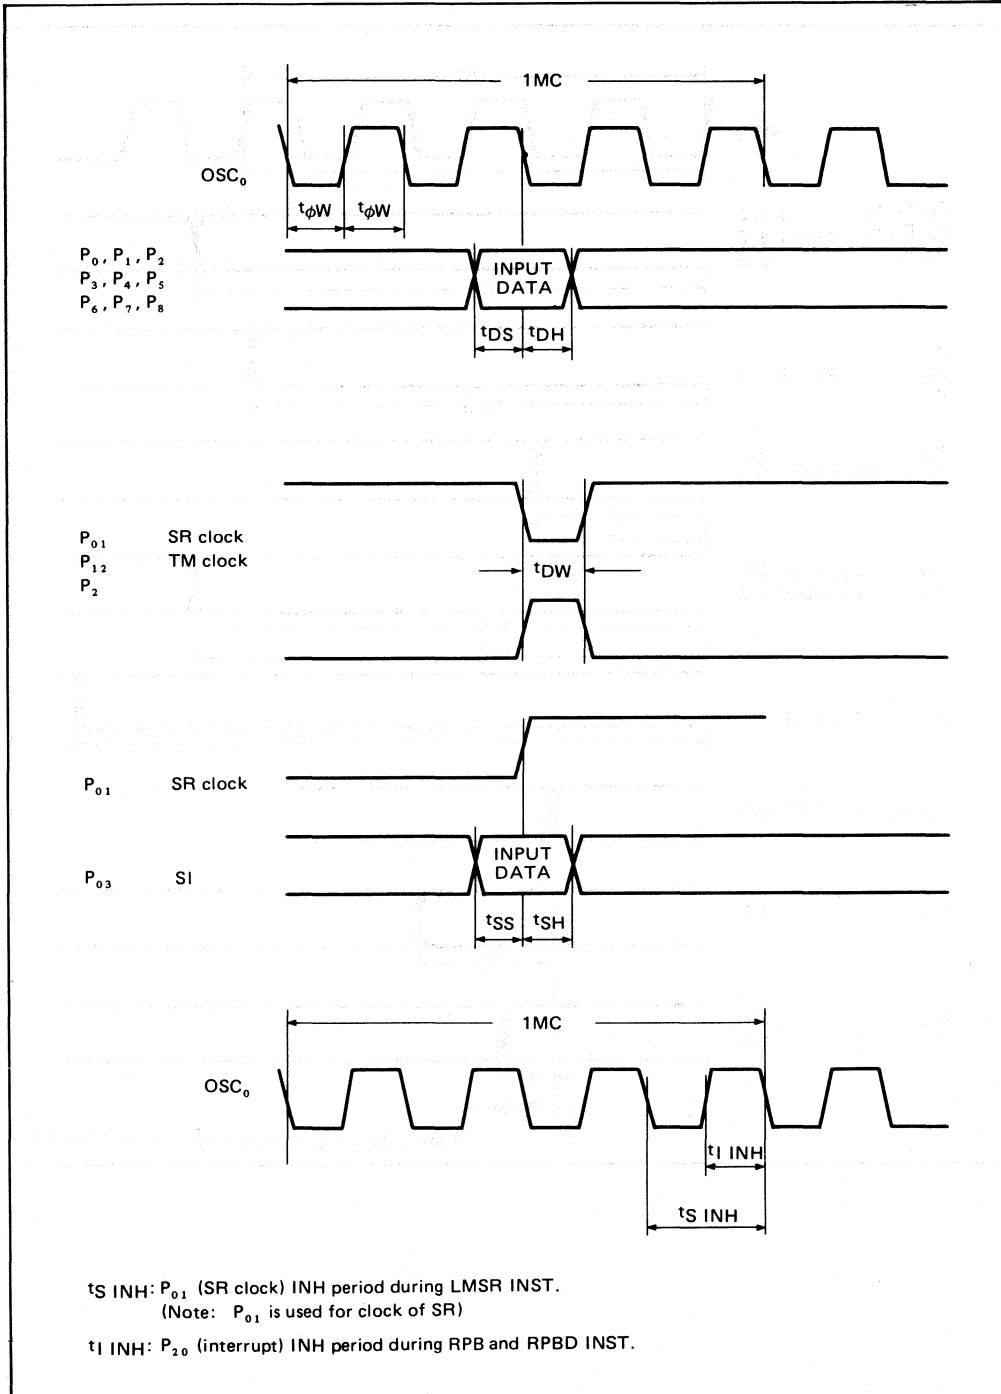 1MC
OSC₀
tϕW tϕW
P₀, P₁, P₂
P₃, P₄, P₅
P₆, P₇, P₈
INPUT
DATA
tDS tDH
P₀₁ SR clock
P₁₂ TM clock
P₂
tDW
P₀₁ SR clock
INPUT
DATA
P₀₃ SI
tSS tSH
1MC
OSC₀
tI INH
tS INH
tS INH: P₀₁ (SR clock) INH period during LMSR INST.
(Note: P₀₁ is used for clock of SR)
tI INH: P₂₀ (interrupt) INH period during RPB and RPBD INST.